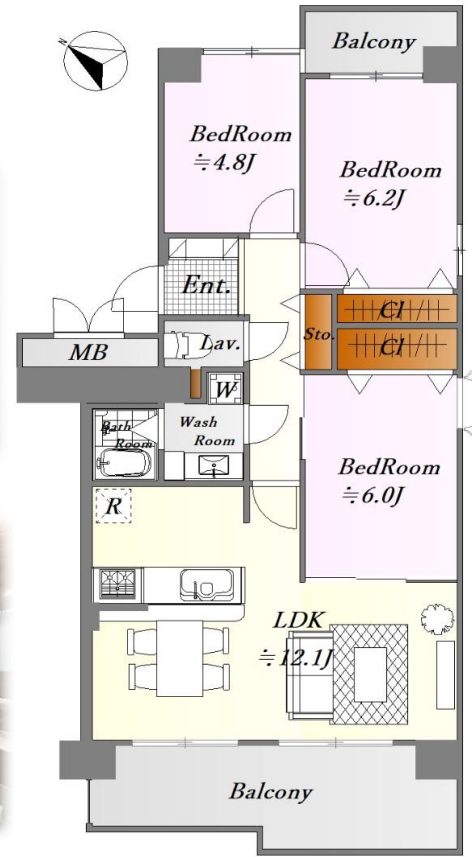 N
Balcony
BedRoom
≒4.8J
BedRoom
≒6.2J
Ent.
Cl
Sto.
Cl
MB
Lav.
W
Bath
Room
Wash
Room
BedRoom
≒6.0J
R
LDK
≒12.1J
Balcony